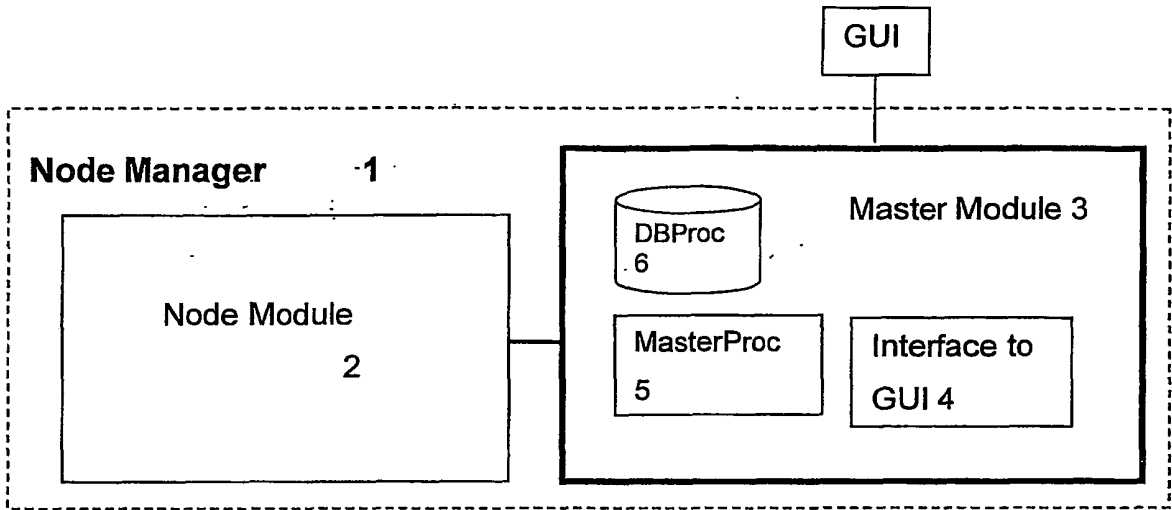 GUI
Node Manager 1
Master Module 3
DBProc
6
Node Module
2
MasterProc
5
Interface to
GUI 4